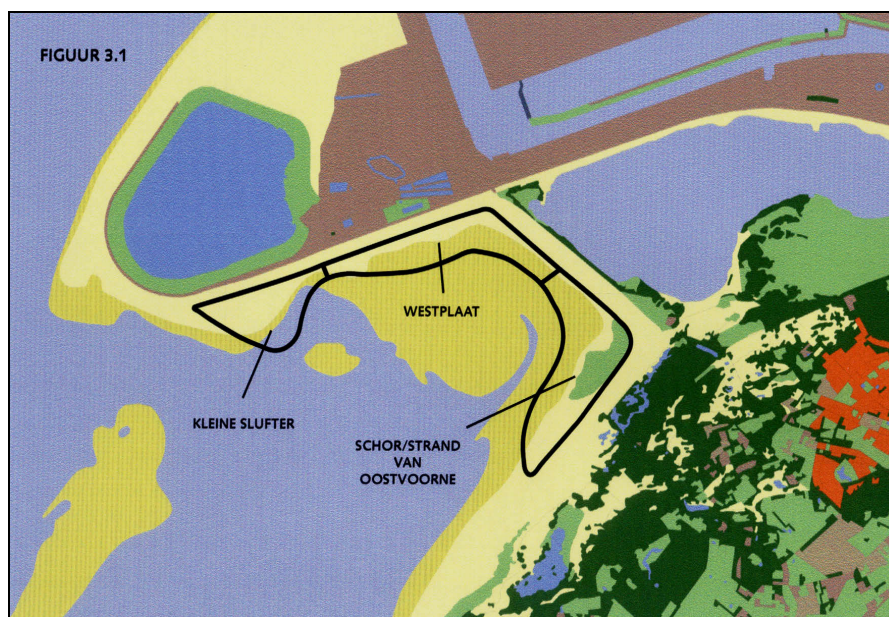 FIGUUR 3.1
WESTPLAAT
KLEINE SLUFTER
SCHOR/STRAND
VAN
OOSTVOORNE